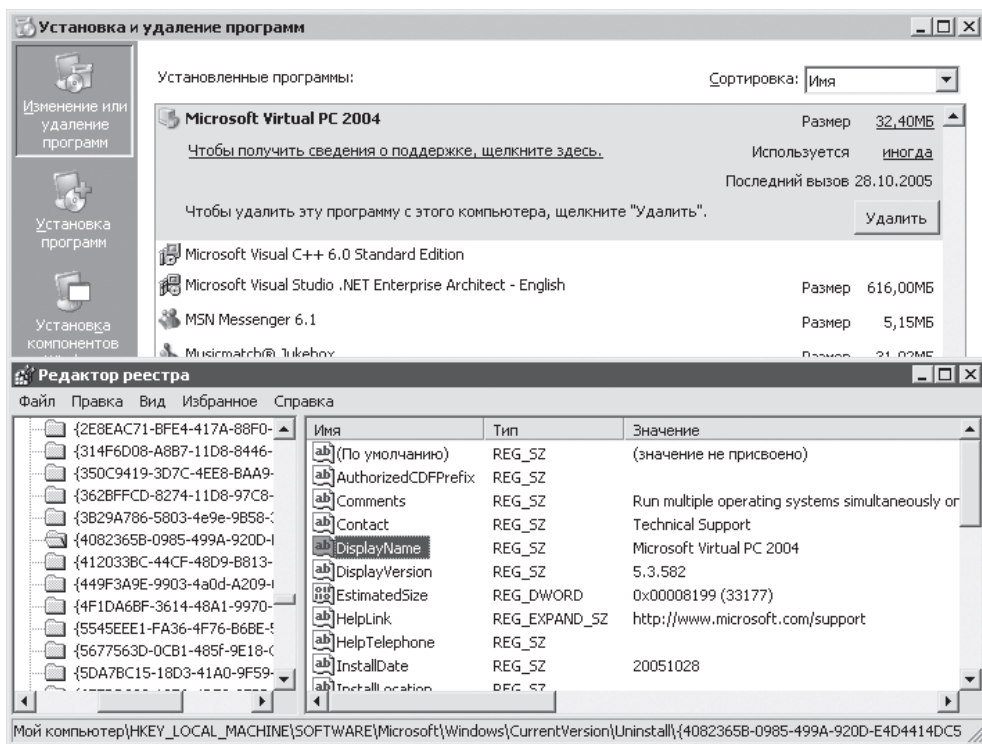 Установка и удаление программ
Изменение или
удаление
программ
Установка
программ
Установка
компонентов
Установленные программы:
Сортировка: Имя
Microsoft Virtual PC 2004
Размер 32,40МБ
Чтобы получить сведения о поддержке, щелкните здесь.
Используется иногда
Последний вызов 28.10.2005
Чтобы удалить эту программу с этого компьютера, щелкните "Удалить".
Удалить
Microsoft Visual C++ 6.0 Standard Edition
Microsoft Visual Studio .NET Enterprise Architect - English
Размер 616,00МБ
MSN Messenger 6.1
Размер 5,15МБ
Musicmatch® Jukebox
Размер 31,02МБ
Редактор реестра
Файл Правка Вид Избранное Справка
{2E8EAC71-BFE4-417A-88F0-
{314F6D08-A8B7-11D8-8446-
{350C9419-3D7C-4EE8-BAA9-
{362BFFCD-8274-11D8-97C8-
{3B29A786-5803-4e9e-9B58-
{4082365B-0985-499A-920D-
{412033BC-44CF-48D9-B813-
{449F3A9E-9903-4a0d-A209-
{4F1DA6BF-3614-48A1-9970-
{5545EEE1-FA36-4F76-B6BE-
{5677563D-0CB1-485f-9E18-
{5DA7BC15-18D3-41A0-9F59-
Имя Тип Значение
(По умолчанию) REG_SZ (значение не присвоено)
AuthorizedCDFPrefix REG_SZ
Comments REG_SZ Run multiple operating systems simultaneously or
Contact REG_SZ Technical Support
DisplayName REG_SZ Microsoft Virtual PC 2004
DisplayVersion REG_SZ 5.3.582
EstimatedSize REG_DWORD 0x00008199 (33177)
HelpLink REG_EXPAND_SZ http://www.microsoft.com/support
HelpTelephone REG_SZ
InstallDate REG_SZ 20051028
InstallLocation REG_SZ
Мой компьютер\HKEY_LOCAL_MACHINE\SOFTWARE\Microsoft\Windows\CurrentVersion\Uninstall\{4082365B-0985-499A-920D-E4D4414DC5